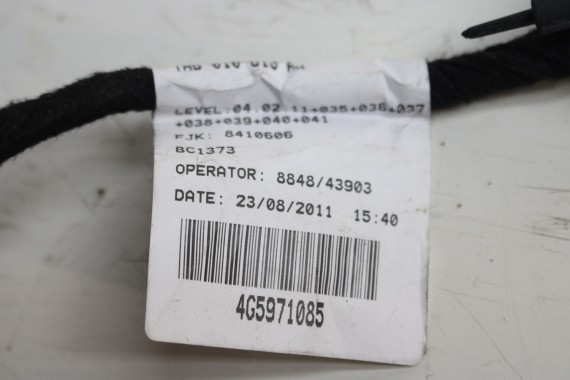 LEVEL:04.02.11+035+036+037
+038+039+040+041
FJK: 8410606
BC1373
OPERATOR: 8848/43903
DATE: 23/08/2011 15:40
4G5971085